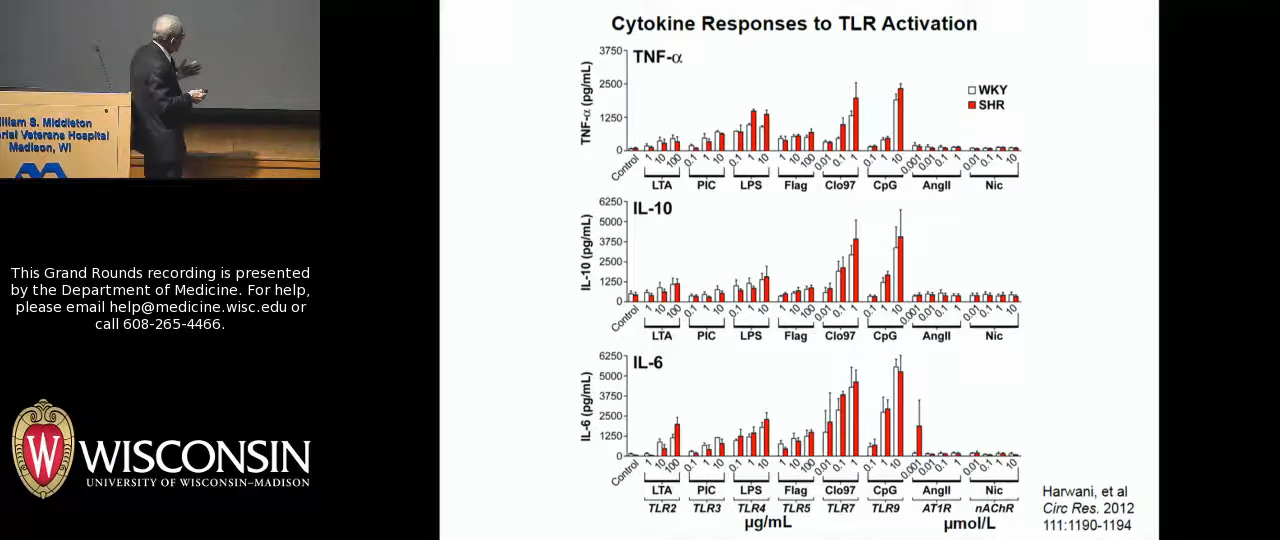 lliam S. Middleton
rial Veterans Hospital
Madison, WI
This Grand Rounds recording is presented
by the Department of Medicine. For help,
please email help@medicine.wisc.edu or
call 608-265-4466.
W
WISCONSIN
UNIVERSITY OF WISCONSIN–MADISON
Cytokine Responses to TLR Activation
TNF-α
TNF-α (pg/mL)
3750
2500
1250
0
WKY
SHR
Control 1 10 100 0.1 1 10 0.1 1 10 1 10 100 0.01 0.1 1 0.1 1 10 0.001 0.01 0.1 1 0.01 0.1 1 10
LTA PIC LPS Flag Clo97 CpG AngII Nic
IL-10
IL-10 (pg/mL)
6250
5000
3750
2500
1250
0
Control 1 10 100 0.1 1 10 0.1 1 10 1 10 100 0.01 0.1 1 0.1 1 10 0.001 0.01 0.1 1 0.01 0.1 1 10
LTA PIC LPS Flag Clo97 CpG AngII Nic
IL-6
IL-6 (pg/mL)
6250
5000
3750
2500
1250
0
Control 1 10 100 0.1 1 10 0.1 1 10 1 10 100 0.01 0.1 1 0.1 1 10 0.001 0.01 0.1 1 0.01 0.1 1 10
LTA PIC LPS Flag Clo97 CpG AngII Nic
TLR2 TLR3 TLR4 TLR5 TLR7 TLR9 AT1R nAChR
µg/mL µmol/L
Harwani, et al
Circ Res. 2012
111:1190-1194